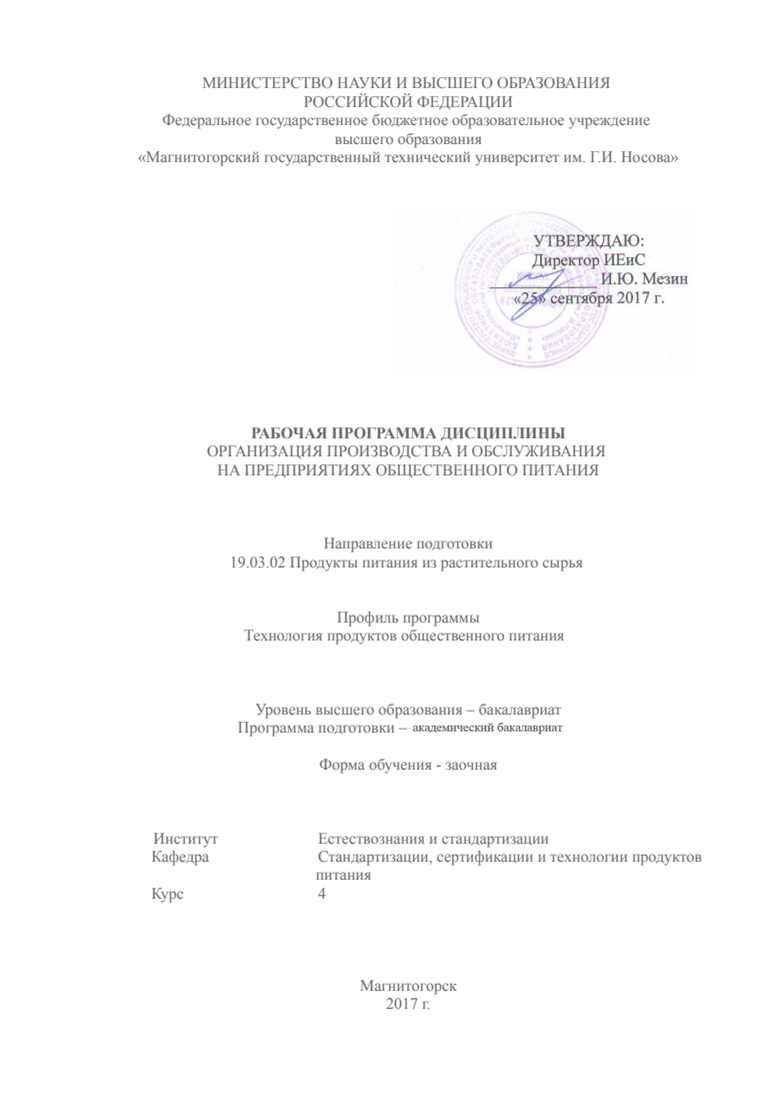 МИНИСТЕРСТВО НАУКИ И ВЫСШЕГО ОБРАЗОВАНИЯ
РОССИЙСКОЙ ФЕДЕРАЦИИ
Федеральное государственное бюджетное образовательное учреждение
высшего образования
«Магнитогорский государственный технический университет им. Г.И. Носова»
УТВЕРЖДАЮ:
Директор ИЕиС
И.Ю. Мезин
«25» сентября 2017 г.
РАБОЧАЯ ПРОГРАММА ДИСЦИПЛИНЫ
ОРГАНИЗАЦИЯ ПРОИЗВОДСТВА И ОБСЛУЖИВАНИЯ
НА ПРЕДПРИЯТИЯХ ОБЩЕСТВЕННОГО ПИТАНИЯ
Направление подготовки
19.03.02 Продукты питания из растительного сырья
Профиль программы
Технология продуктов общественного питания
Уровень высшего образования – бакалавриат
Программа подготовки – академический бакалавриат
Форма обучения - заочная
Институт Естествознания и стандартизации
Кафедра Стандартизации, сертификации и технологии продуктов
питания
Курс 4
Магнитогорск
2017 г.